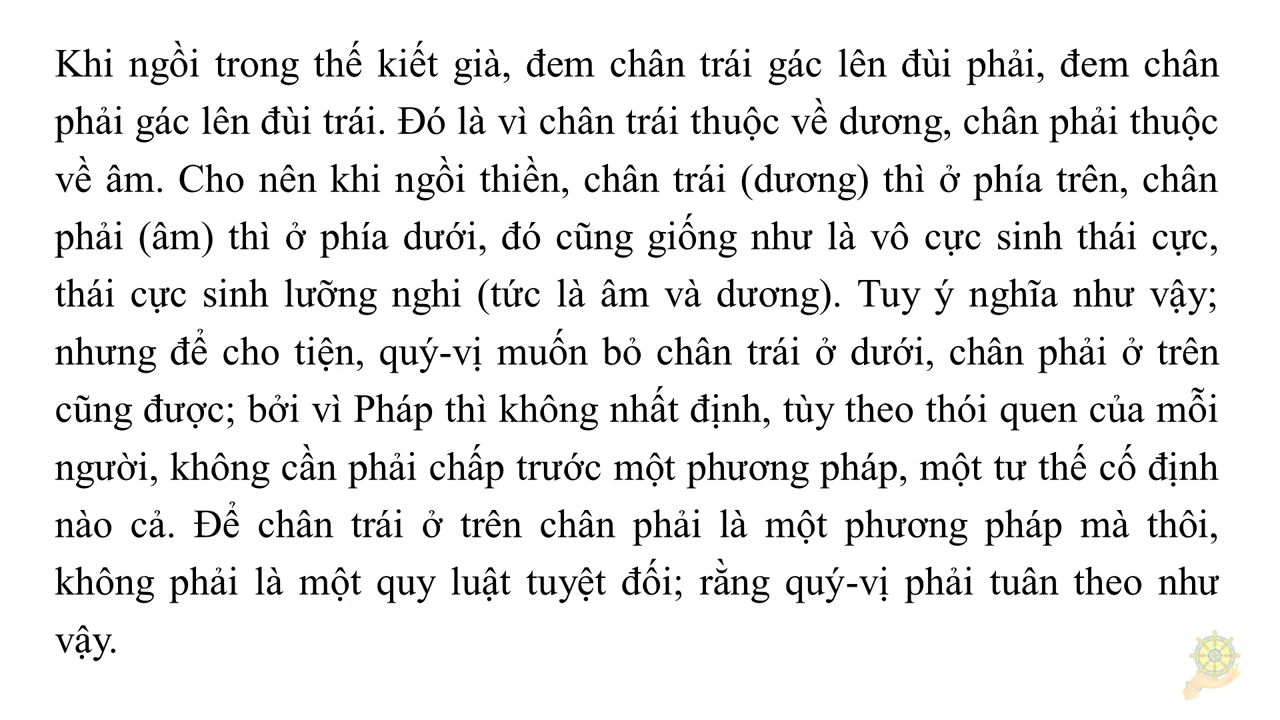 Khi ngồi trong thế kiết già, đem chân trái gác lên đùi phải, đem chân
phải gác lên đùi trái. Đó là vì chân trái thuộc về dương, chân phải thuộc
về âm. Cho nên khi ngồi thiền, chân trái (dương) thì ở phía trên, chân
phải (âm) thì ở phía dưới, đó cũng giống như là vô cực sinh thái cực,
thái cực sinh lưỡng nghi (tức là âm và dương). Tuy ý nghĩa như vậy;
nhưng để cho tiện, quý-vị muốn bỏ chân trái ở dưới, chân phải ở trên
cũng được; bởi vì Pháp thì không nhất định, tùy theo thói quen của mỗi
người, không cần phải chấp trước một phương pháp, một tư thế cố định
nào cả. Để chân trái ở trên chân phải là một phương pháp mà thôi,
không phải là một quy luật tuyệt đối; rằng quý-vị phải tuân theo như
vậy.